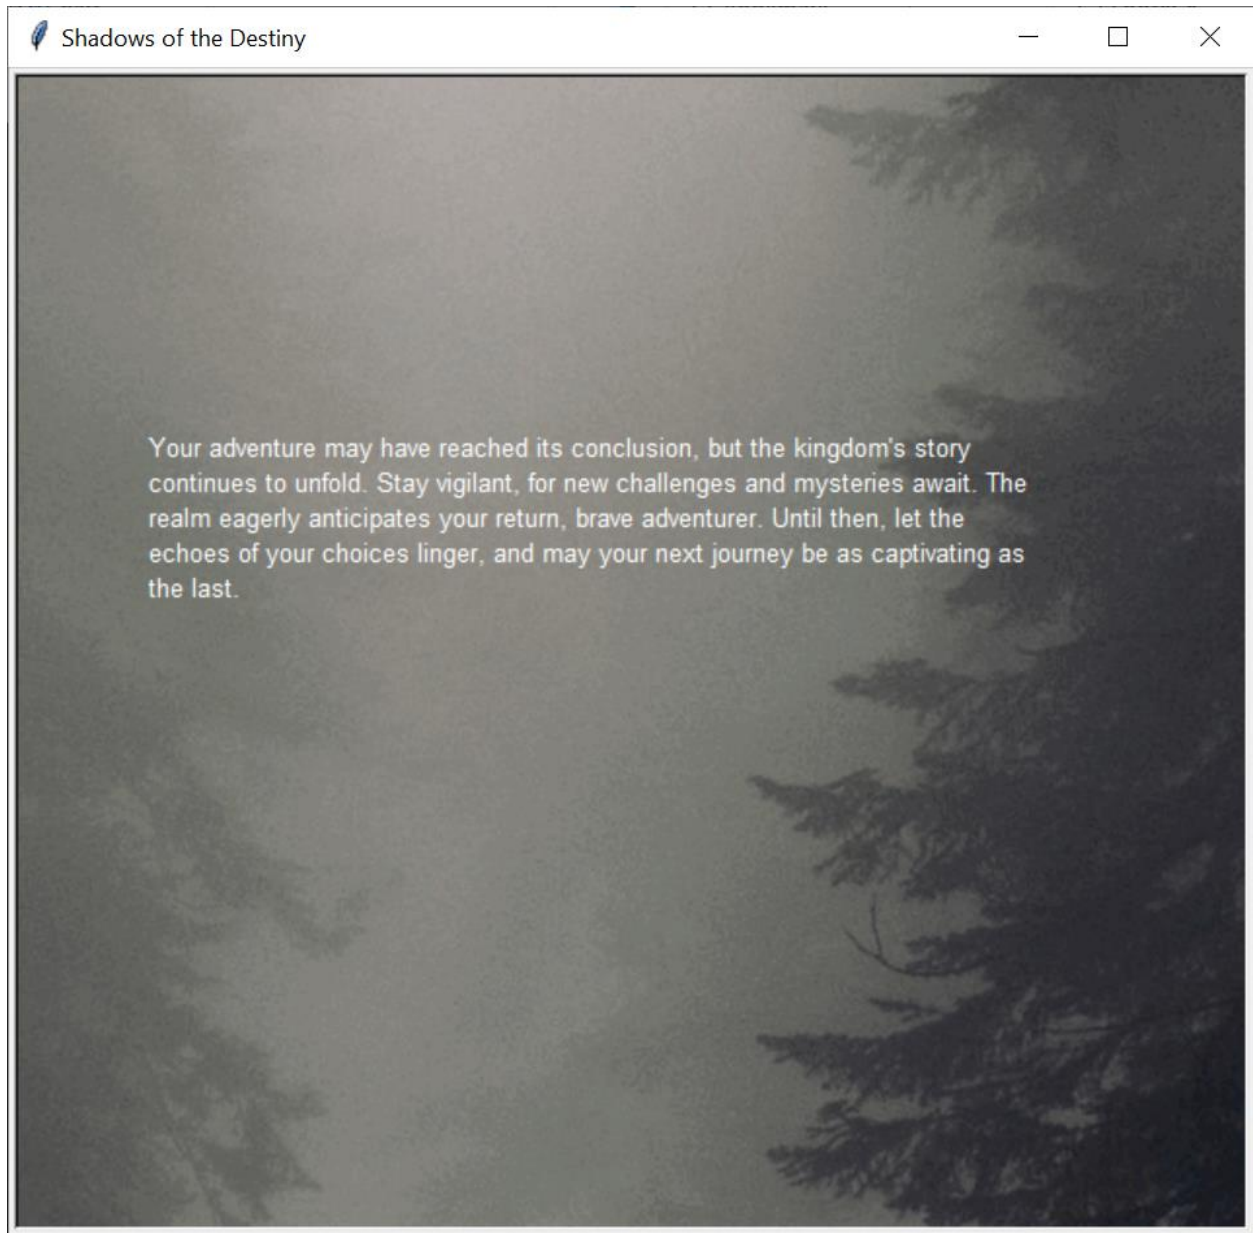 Shadows of the Destiny
Your adventure may have reached its conclusion, but the kingdom's story
continues to unfold. Stay vigilant, for new challenges and mysteries await. The
realm eagerly anticipates your return, brave adventurer. Until then, let the
echoes of your choices linger, and may your next journey be as captivating as
the last.